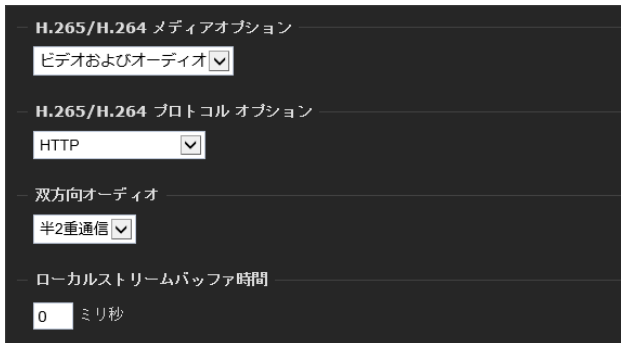 H.265/H.264 メディアオプション
ビデオおよびオーディオ
H.265/H.264 プロトコル オプション
HTTP
双方向オーディオ
半2重通信
ローカルストリームバッファ時間
0 ミリ秒